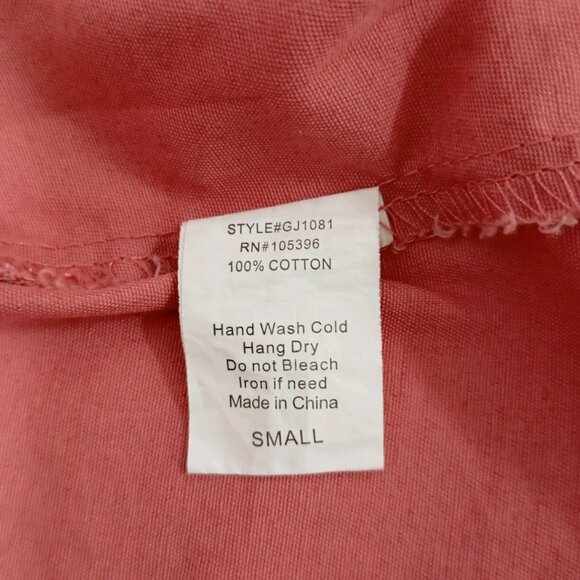 STYLE#GJ1081
RN#105396
100% COTTON
Hand Wash Cold
Hang Dry
Do not Bleach
Iron if need
Made in China
SMALL